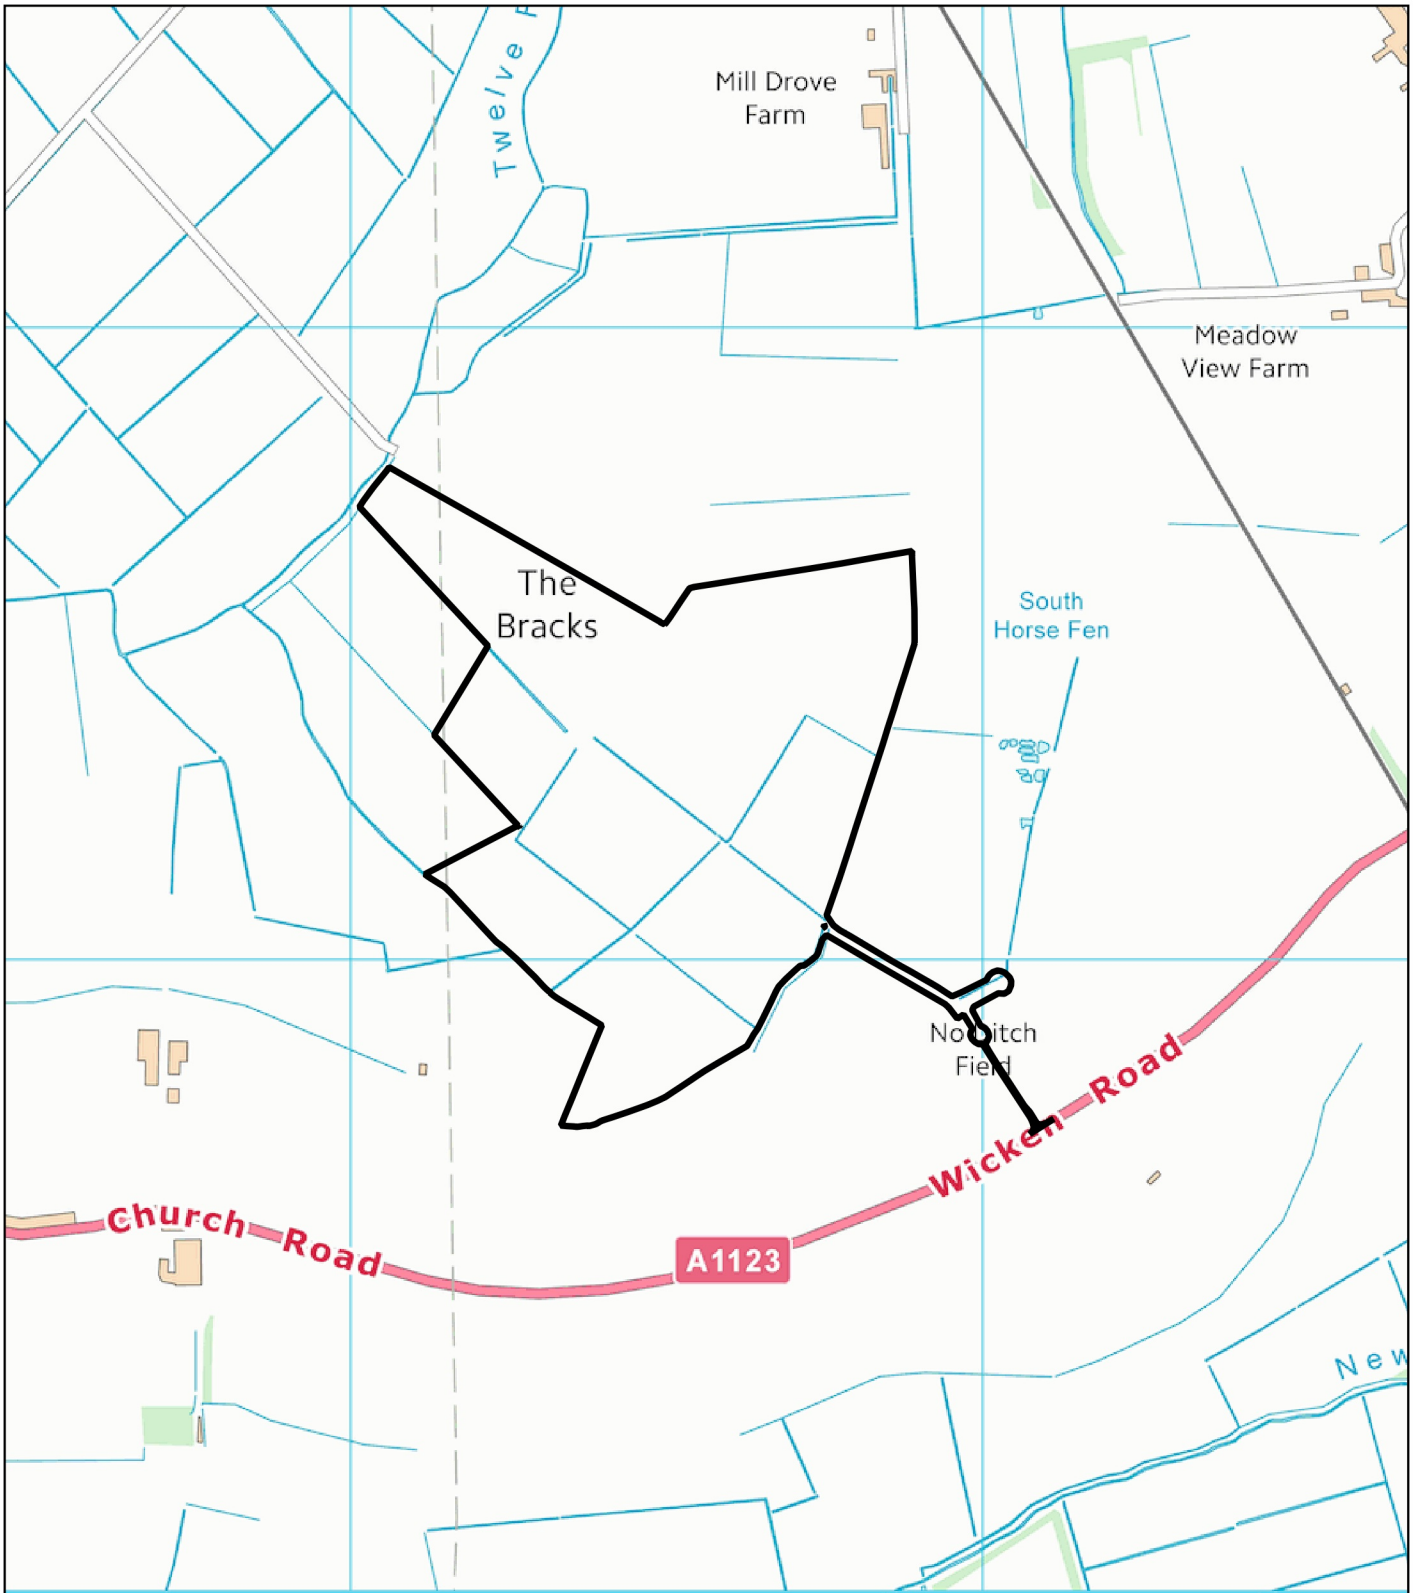 Twelve
Mill Drove
Farm
Meadow
View Farm
The
Bracks
South
Horse Fen
Field
Wicken Road
Church Road
A1123
New